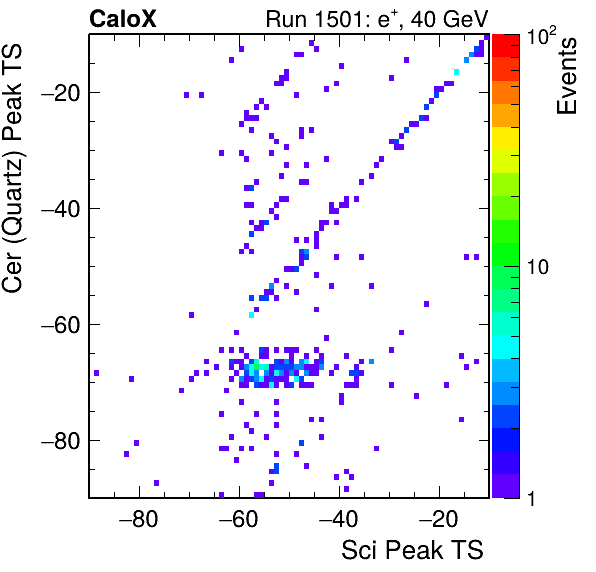 CaloX Run 1501: e⁺, 40 GeV
Cer (Quartz) Peak TS
−20
−40
−60
−80
−80 −60 −40 −20
Sci Peak TS
10²
10
1
Events